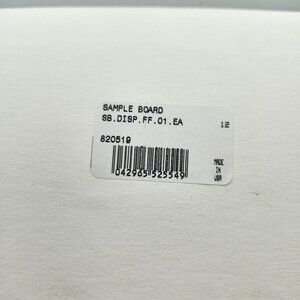 SAMPLE BOARD
SB.DISP.FF.01.EA
12
820519
MADE
IN
USA
042965 525549